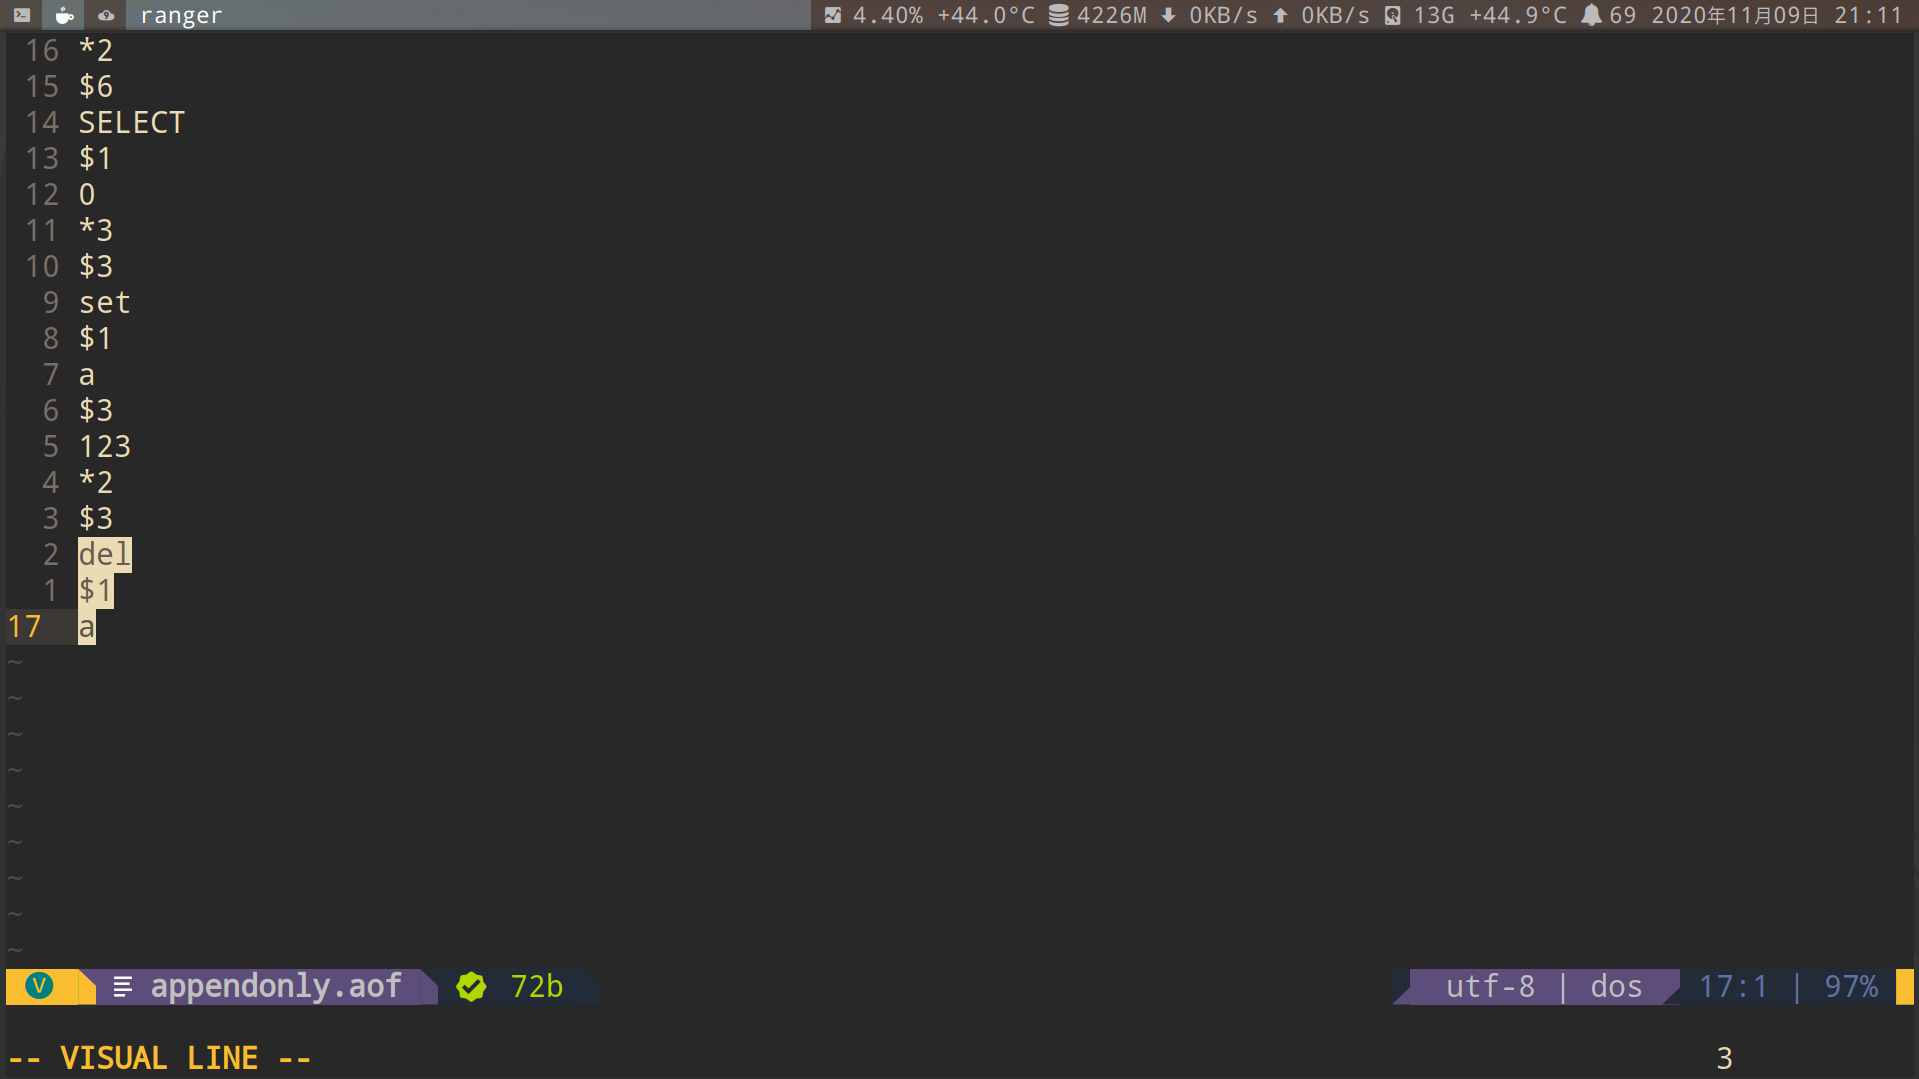 ranger 4.40% +44.0°C 4226M 0KB/s 0KB/s 13G +44.9°C 69 2020年11月09日 21:11
16 *2
15 $6
14 SELECT
13 $1
12 0
11 *3
10 $3
9 set
8 $1
7 a
6 $3
5 123
4 *2
3 $3
2 del
1 $1
17 a
~
~
~
~
~
~
~
~
~
V appendonly.aof 72b utf-8 | dos 17:1 | 97%
-- VISUAL LINE -- 3